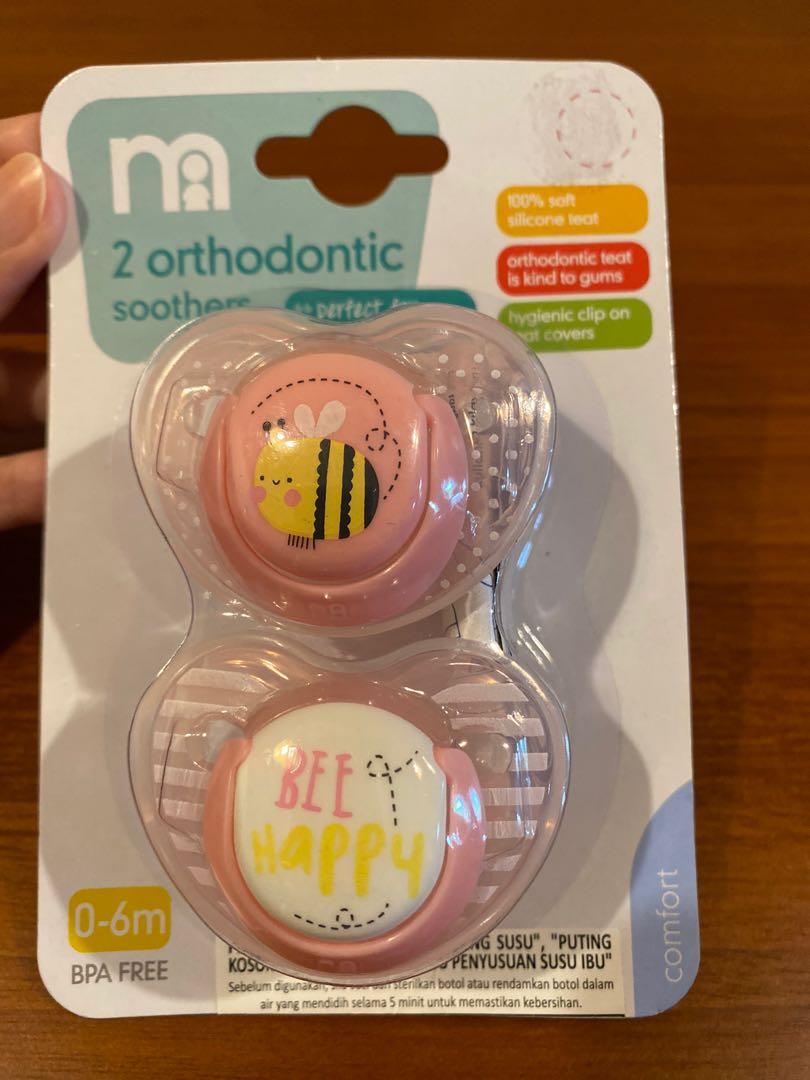 m
2 orthodontic
soothers
perfect
100% soft
silicone teat
orthodontic teat
is kind to gums
hygienic clip on
covers
BEE
Happy
0-6m
BPA FREE
comfort
SUSU", "PUTING
PENYUSUAN SUSU IBU"
Sebelum digunakan, sterilkan botol atau rendamkan botol dalam
air yang mendidih selama 5 minit untuk memastikan kebersihan.